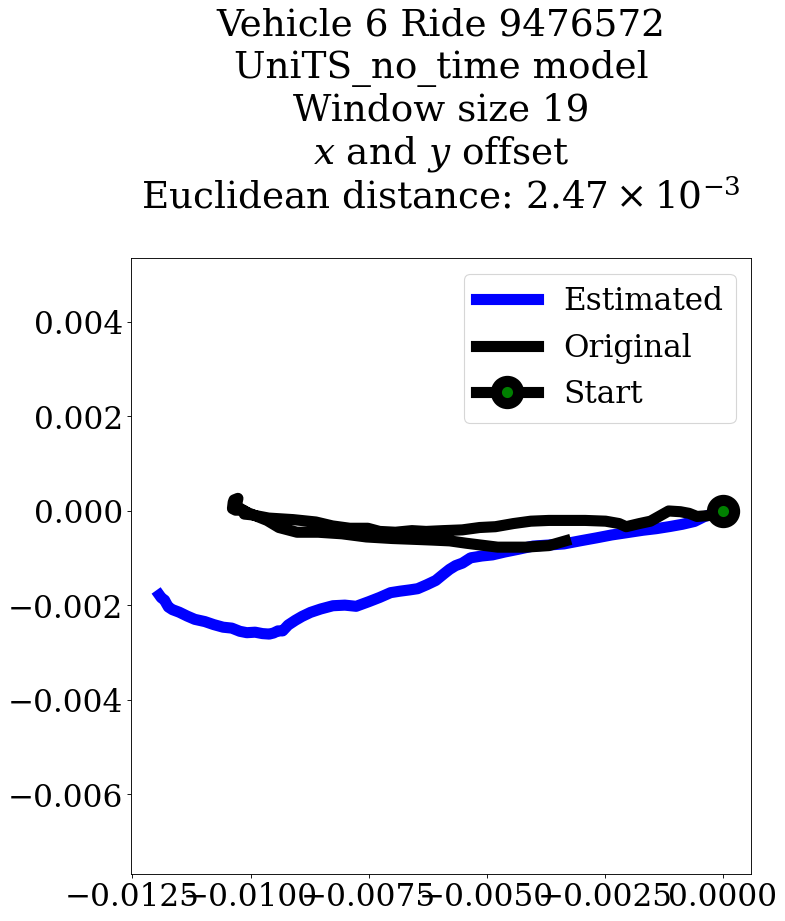 Vehicle 6 Ride 9476572
UniTS_no_time model
Window size 19
x and y offset
Euclidean distance: 2.47 × 10⁻³
Estimated
Original
Start
0.004
0.002
0.000
−0.002
−0.004
−0.006
−0.0125 −0.0100 −0.0075 −0.0050 −0.0025 0.0000